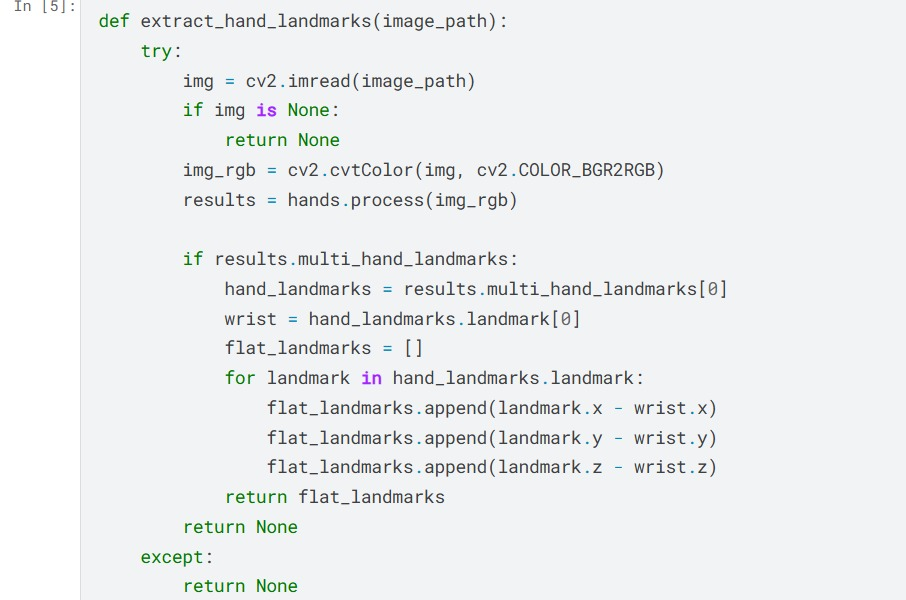 In [5]:
def extract_hand_landmarks(image_path):
    try:
        img = cv2.imread(image_path)
        if img is None:
            return None
        img_rgb = cv2.cvtColor(img, cv2.COLOR_BGR2RGB)
        results = hands.process(img_rgb)

        if results.multi_hand_landmarks:
            hand_landmarks = results.multi_hand_landmarks[0]
            wrist = hand_landmarks.landmark[0]
            flat_landmarks = []
            for landmark in hand_landmarks.landmark:
                flat_landmarks.append(landmark.x - wrist.x)
                flat_landmarks.append(landmark.y - wrist.y)
                flat_landmarks.append(landmark.z - wrist.z)
            return flat_landmarks
        return None
    except:
        return None